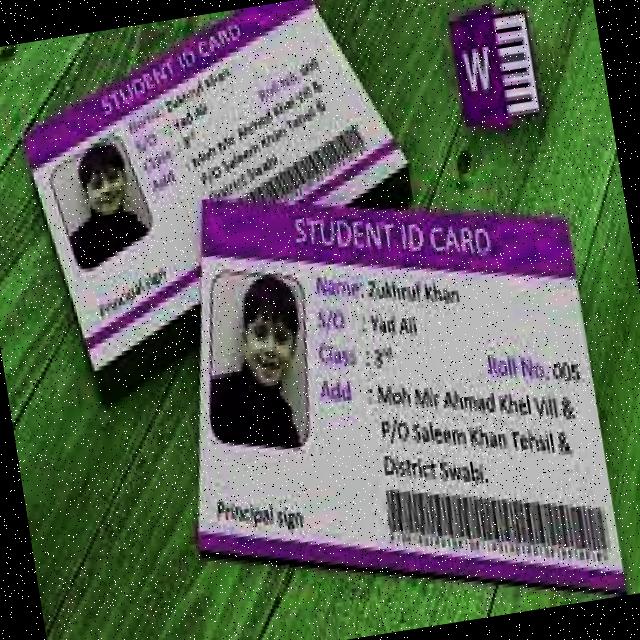 STUDENT ID CARD
Name: Zukhruf Khan
S/O : Yad Ali
Class : 3rd
Roll No. 005
Add : Moh Mir Ahmad Khel Vill &
P/O Saleem Khan Tehsil &
District Swabi.
Principal Sign
STUDENT ID CARD
Name: Zukhruf Khan
S/O : Yad Ali
Class : 3rd
Roll No. 005
Add : Moh Mir Ahmad Khel Vill &
P/O Saleem Khan Tehsil &
District Swabi.
Principal Sign
W